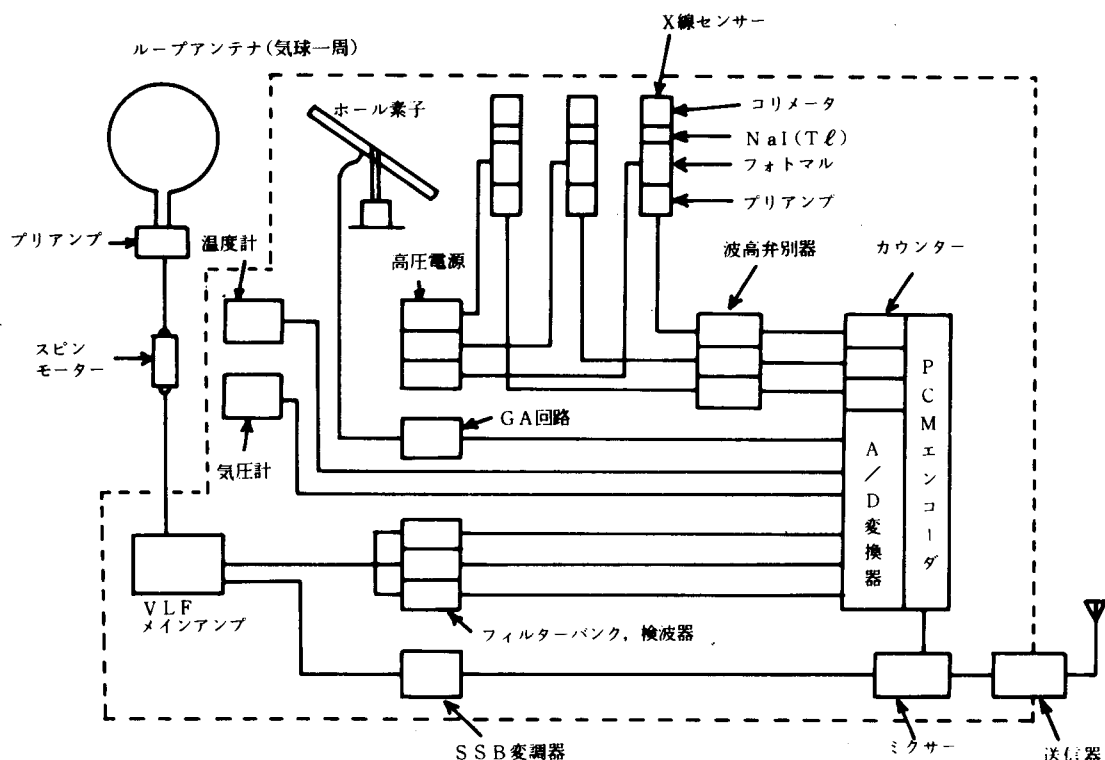 X線センサー
ループアンテナ(気球一周)
ホール素子
コリメータ
NaI(Tℓ)
フォトマル
プリアンプ
プリアンプ
温度計
高圧電源
波高弁別器
カウンター
スピン
モーター
気圧計
GA回路
A/D変換器
PCMエンコーダ
VLF
メインアンプ
フィルターバンク,検波器
SSB変調器
ミクサー
送信器